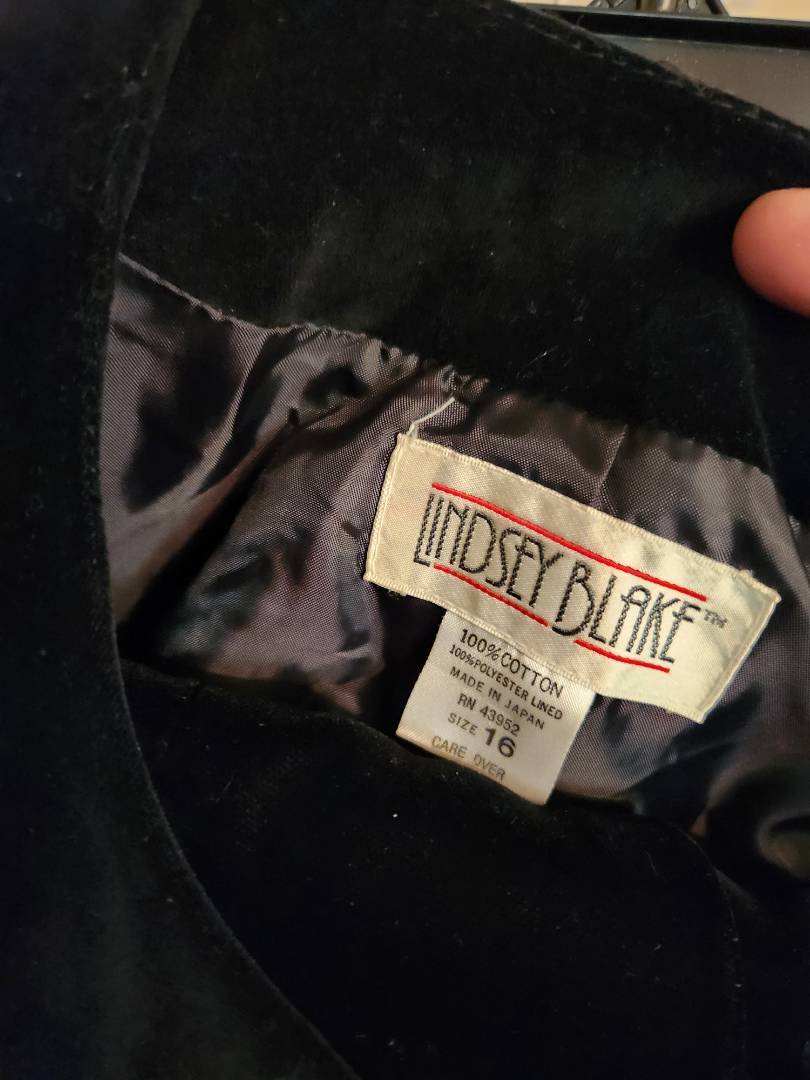 LINDSEY BLAKE™
100% COTTON
100% POLYESTER LINED
MADE IN JAPAN
RN 43952
SIZE 16
CARE OVER